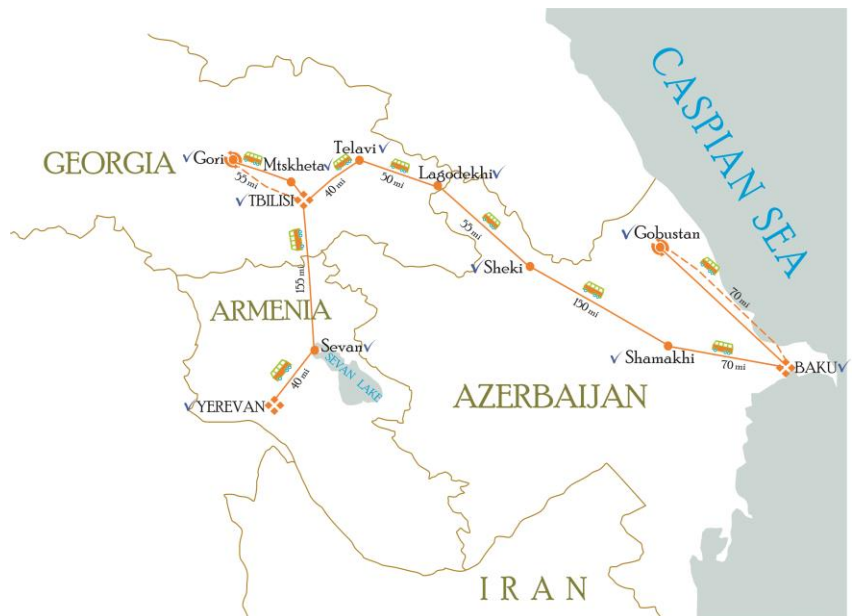 CASPIAN SEA
GEORGIA
Gori
Mtskheta
Telavi
Lagodekhi
55 mi
TBILISI
40 mi
50 mi
55 mi
Gobustan
Sheki
155 mi
70 mi
150 mi
ARMENIA
Sevan
SEVAN LAKE
Shamakhi
70 mi
BAKU
40 mi
YEREVAN
AZERBAIJAN
IRAN